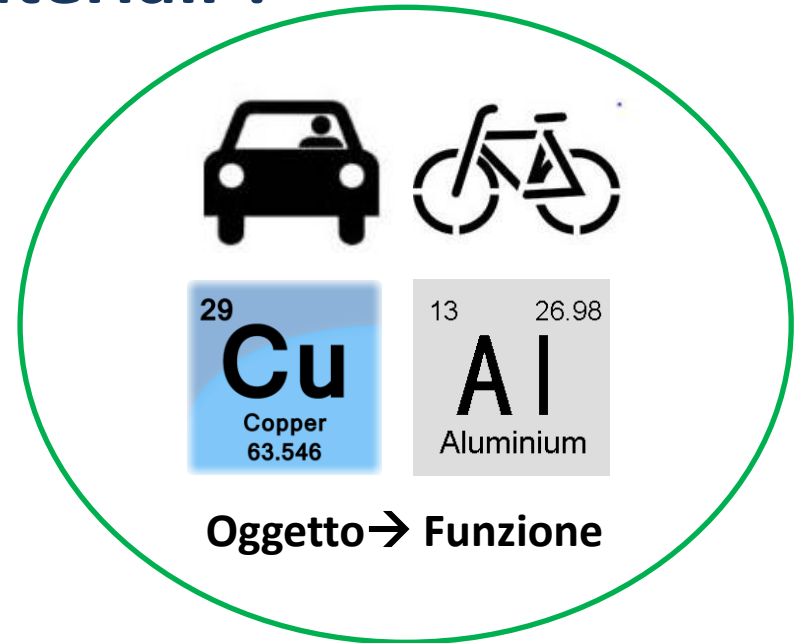 29
Cu
Copper
63.546
13 26.98
Al
Aluminium
Oggetto→ Funzione